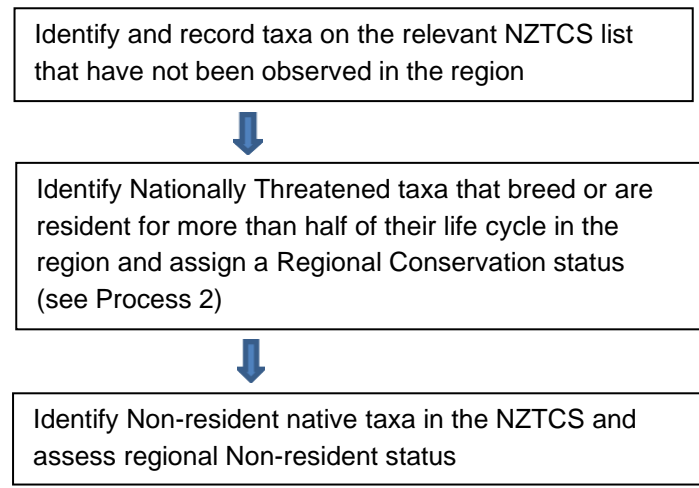 Identify and record taxa on the relevant NZTCS list
that have not been observed in the region
Identify Nationally Threatened taxa that breed or are
resident for more than half of their life cycle in the
region and assign a Regional Conservation status
(see Process 2)
Identify Non-resident native taxa in the NZTCS and
assess regional Non-resident status